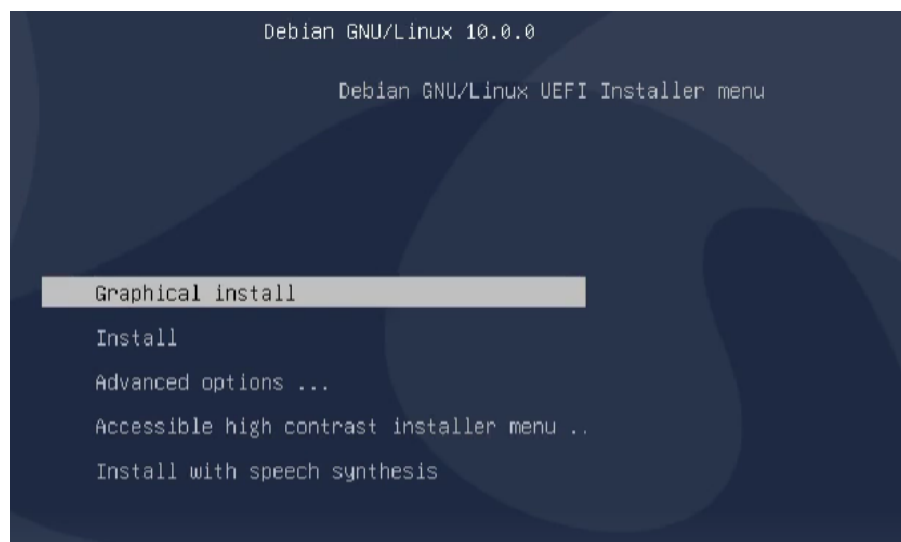 Debian GNU/Linux 10.0.0
Debian GNU/Linux UEFI Installer menu
Graphical install
Install
Advanced options ...
Accessible high contrast installer menu ..
Install with speech synthesis